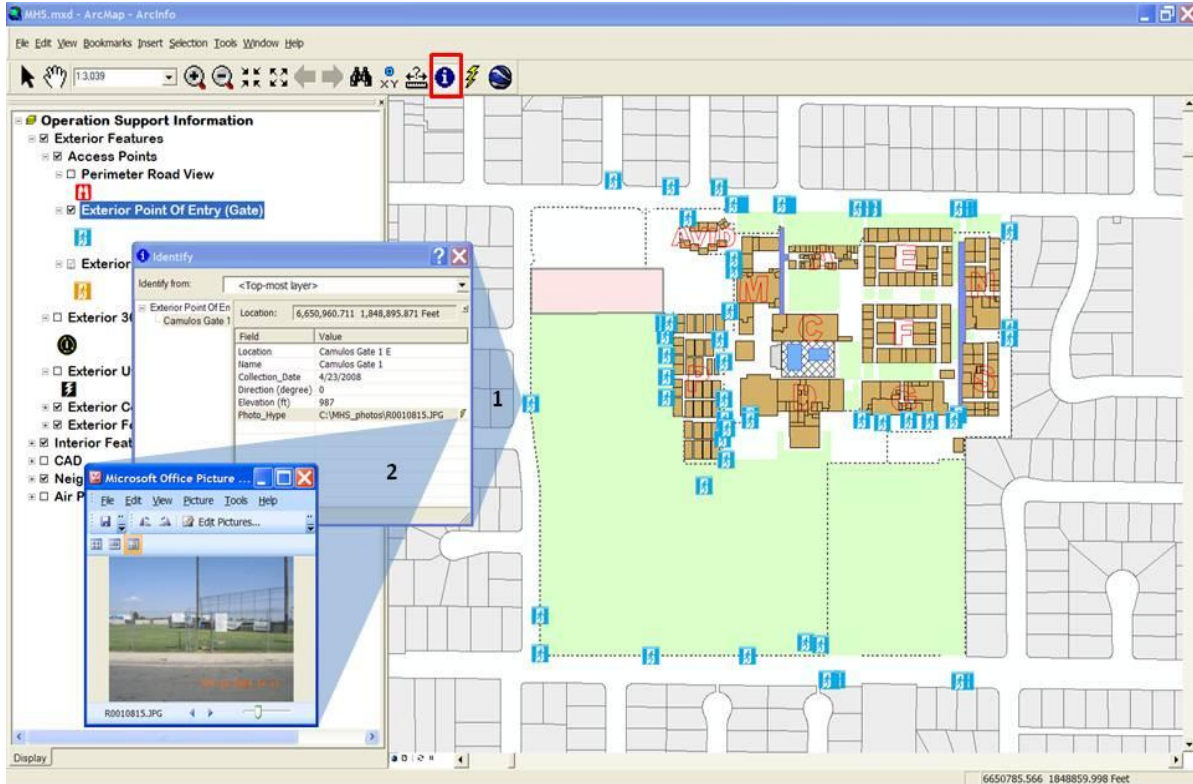 MHS.mxd - ArcMap - ArcInfo
File Edit View Bookmarks Insert Selection Tools Window Help
1:3,039
XY
Operation Support Information
Exterior Features
Access Points
Perimeter Road View
Exterior Point Of Entry (Gate)
Exterior
Exterior 36
Exterior U
Exterior C
Exterior Fe
Interior Feat
CAD
Neig
Air P
Display
Identify
Identify from:
<Top-most layer>
Exterior Point Of En
Camulos Gate 1
Location:
6,650,960.711 1,848,895.871 Feet
Field Value
Location Camulos Gate 1 E
Name Camulos Gate 1
Collection_Date 4/23/2008
Direction (degree) 0
Elevation (ft) 987
Photo_Hype C:\MHS_photos\R0010815.JPG
1
2
Microsoft Office Picture ...
File Edit View Picture Tools Help
Edit Pictures...
R0010815.JPG
AVID
A
E
N
M
C
F
D
G
S
6650785.566 1848859.998 Feet